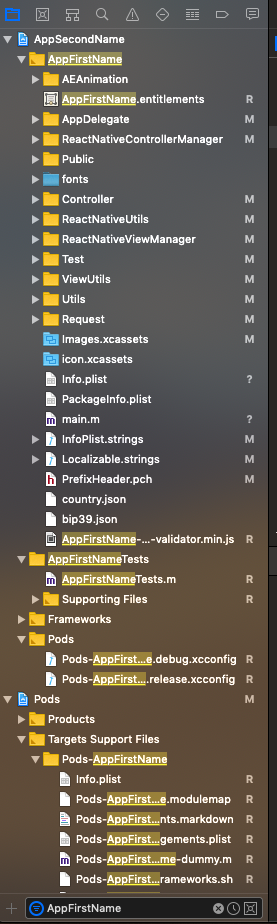 AppSecondName
AppFirstName M
AEAnimation
AppFirstName.entitlements R
AppDelegate M
ReactNativeControllerManager M
Public M
fonts
Controller M
ReactNativeUtils M
ReactNativeViewManager M
Test M
ViewUtils M
Utils M
Request M
Images.xcassets M
icon.xcassets
Info.plist ?
PackageInfo.plist
main.m ?
InfoPlist.strings M
Localizable.strings M
PrefixHeader.pch M
country.json
bip39.json
AppFirstName-...-validator.min.js R
AppFirstNameTests
AppFirstNameTests.m R
Supporting Files R
Frameworks
Pods
Pods-AppFirst...e.debug.xcconfig R
Pods-AppFirst....release.xcconfig R
Pods M
Products
Targets Support Files
Pods-AppFirstName
Info.plist R
Pods-AppFirst...e.modulemap R
Pods-AppFirst...nts.markdown R
Pods-AppFirst...gements.plist R
Pods-AppFirst...me-dummy.m R
Pods-AppFirst...rameworks.sh R
AppFirstName